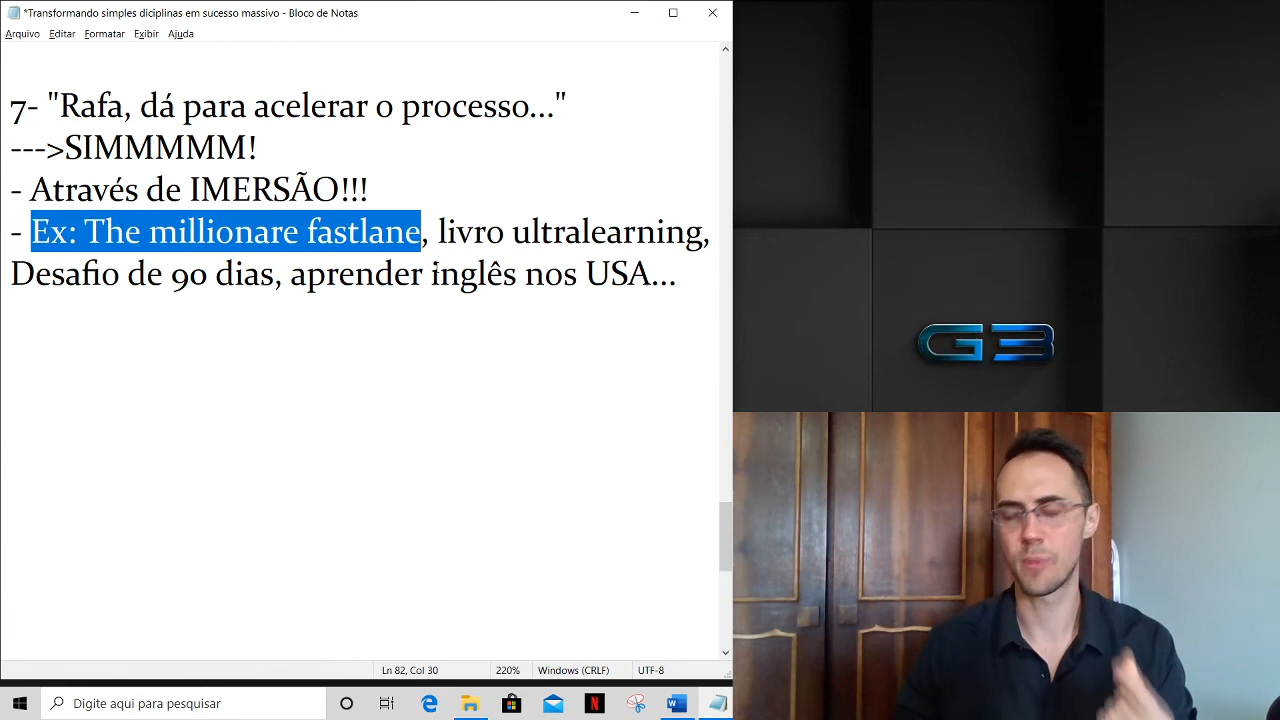 *Transformando simples diciplinas em sucesso massivo - Bloco de Notas
Arquivo Editar Formatar Exibir Ajuda
7- "Rafa, dá para acelerar o processo..."
--->SIMMMMM!
- Através de IMERSÃO!!!
- Ex: The millionare fastlane, livro ultralearning,
Desafio de 90 dias, aprender inglês nos USA...
G3
Ln 82, Col 30 220% Windows (CRLF) UTF-8
Digite aqui para pesquisar